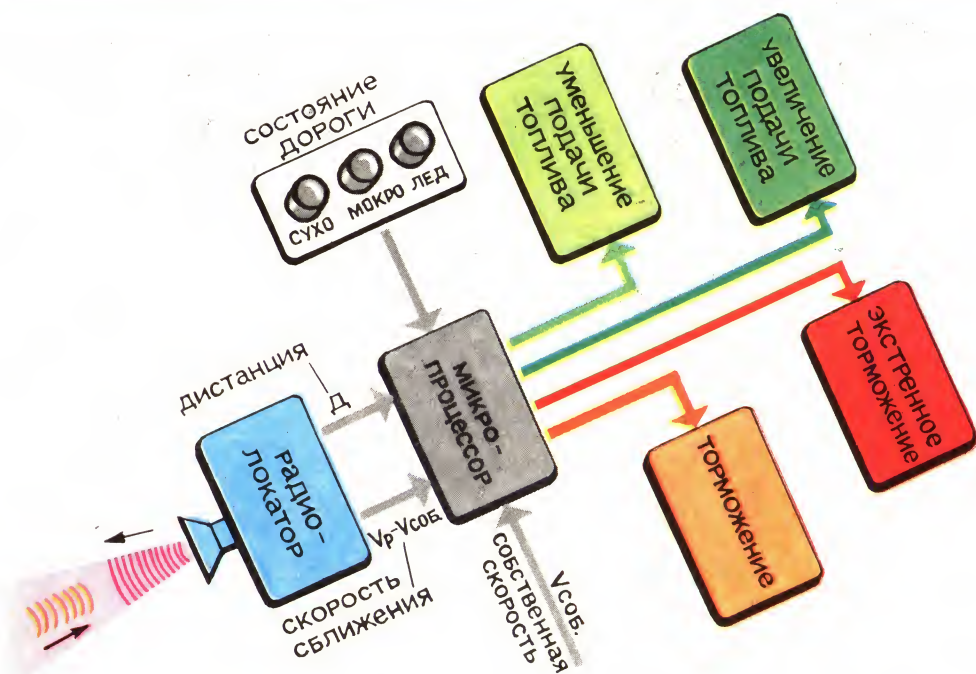 СОСТОЯНИЕ
ДОРОГИ
СУХО МОКРО ЛЕД
УМЕНЬШЕНИЕ
ПОДАЧИ
ТОПЛИВА
УВЕЛИЧЕНИЕ
ПОДАЧИ
ТОПЛИВА
ДИСТАНЦИЯ
Д
РАДИО-
ЛОКАТОР
МИКРО-
ПРОЦЕССОР
Vр-Vсоб
СКОРОСТЬ
СБЛИЖЕНИЯ
Vсоб.
СОБСТВЕННАЯ
СКОРОСТЬ
ТОРМОЖЕНИЕ
ЭКСТРЕННОЕ
ТОРМОЖЕНИЕ